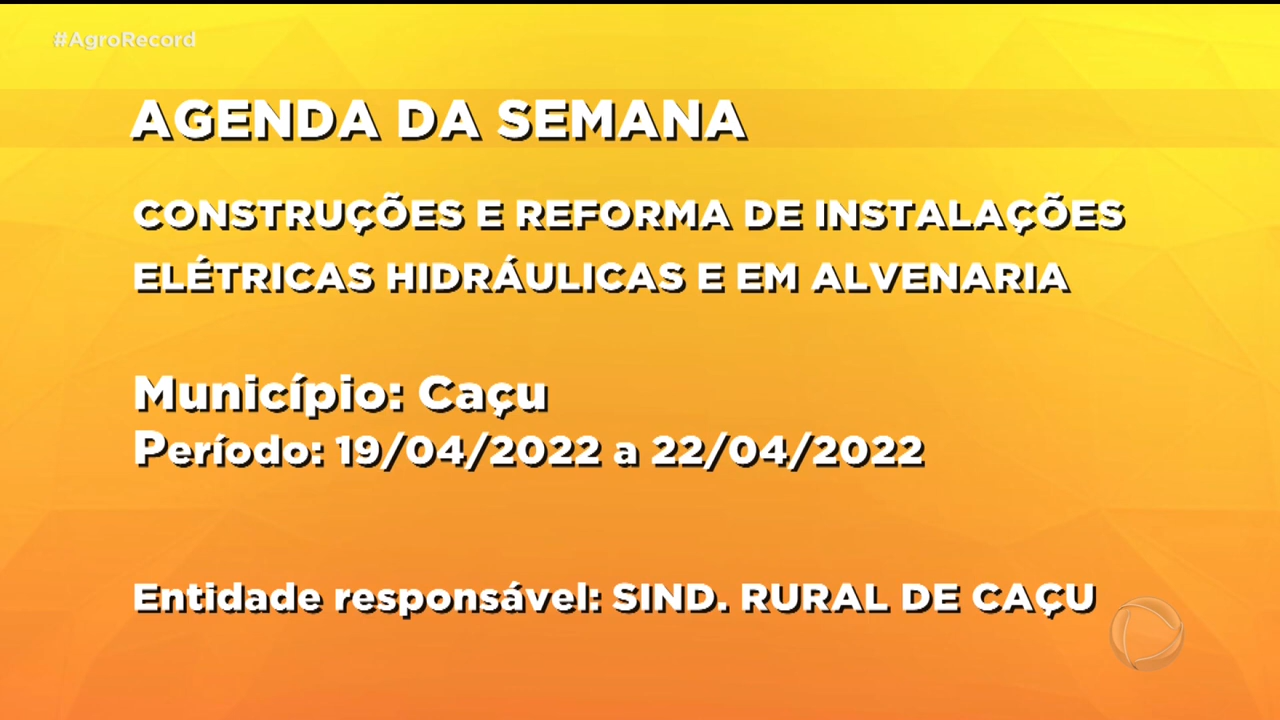 #AgroRecord
AGENDA DA SEMANA
CONSTRUÇÕES E REFORMA DE INSTALAÇÕES
ELÉTRICAS HIDRÁULICAS E EM ALVENARIA
Município: Caçu
Período: 19/04/2022 a 22/04/2022
Entidade responsável: SIND. RURAL DE CAÇU